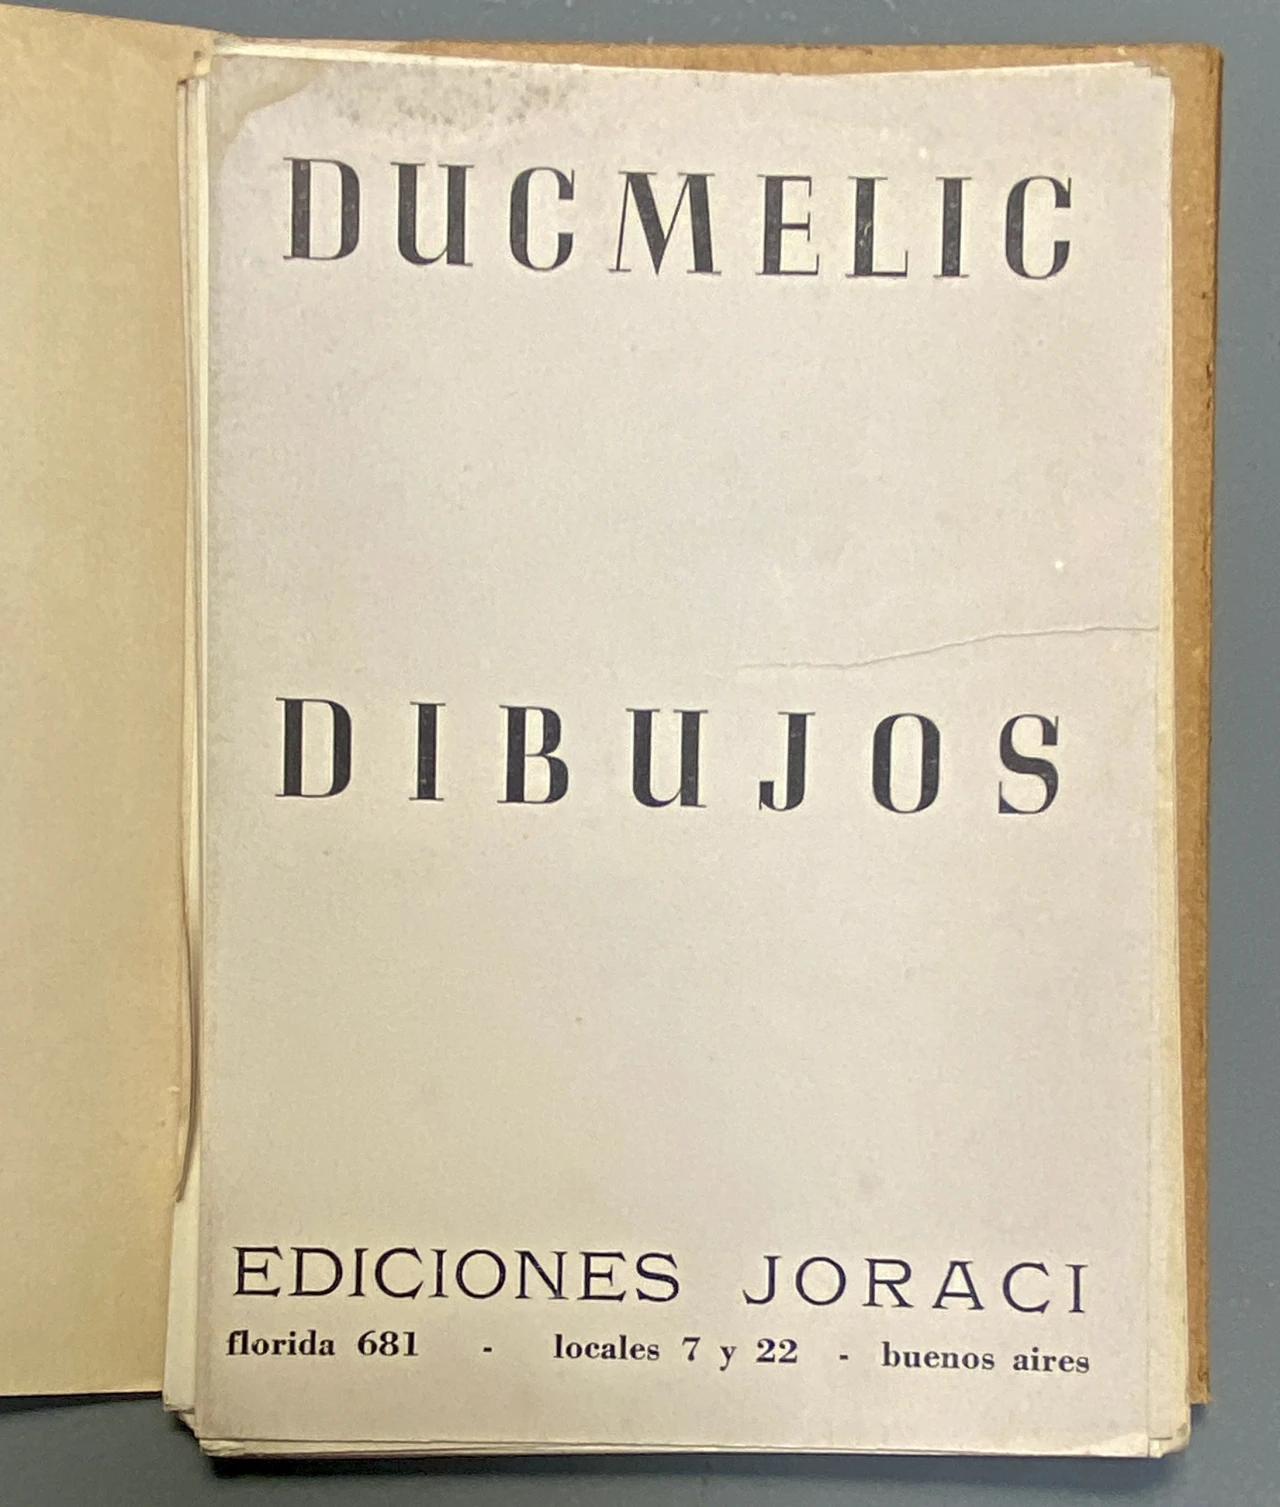 DUCMELIC
DIBUJOS
EDICIONES JORACI
florida 681 - locales 7 y 22 - buenos aires